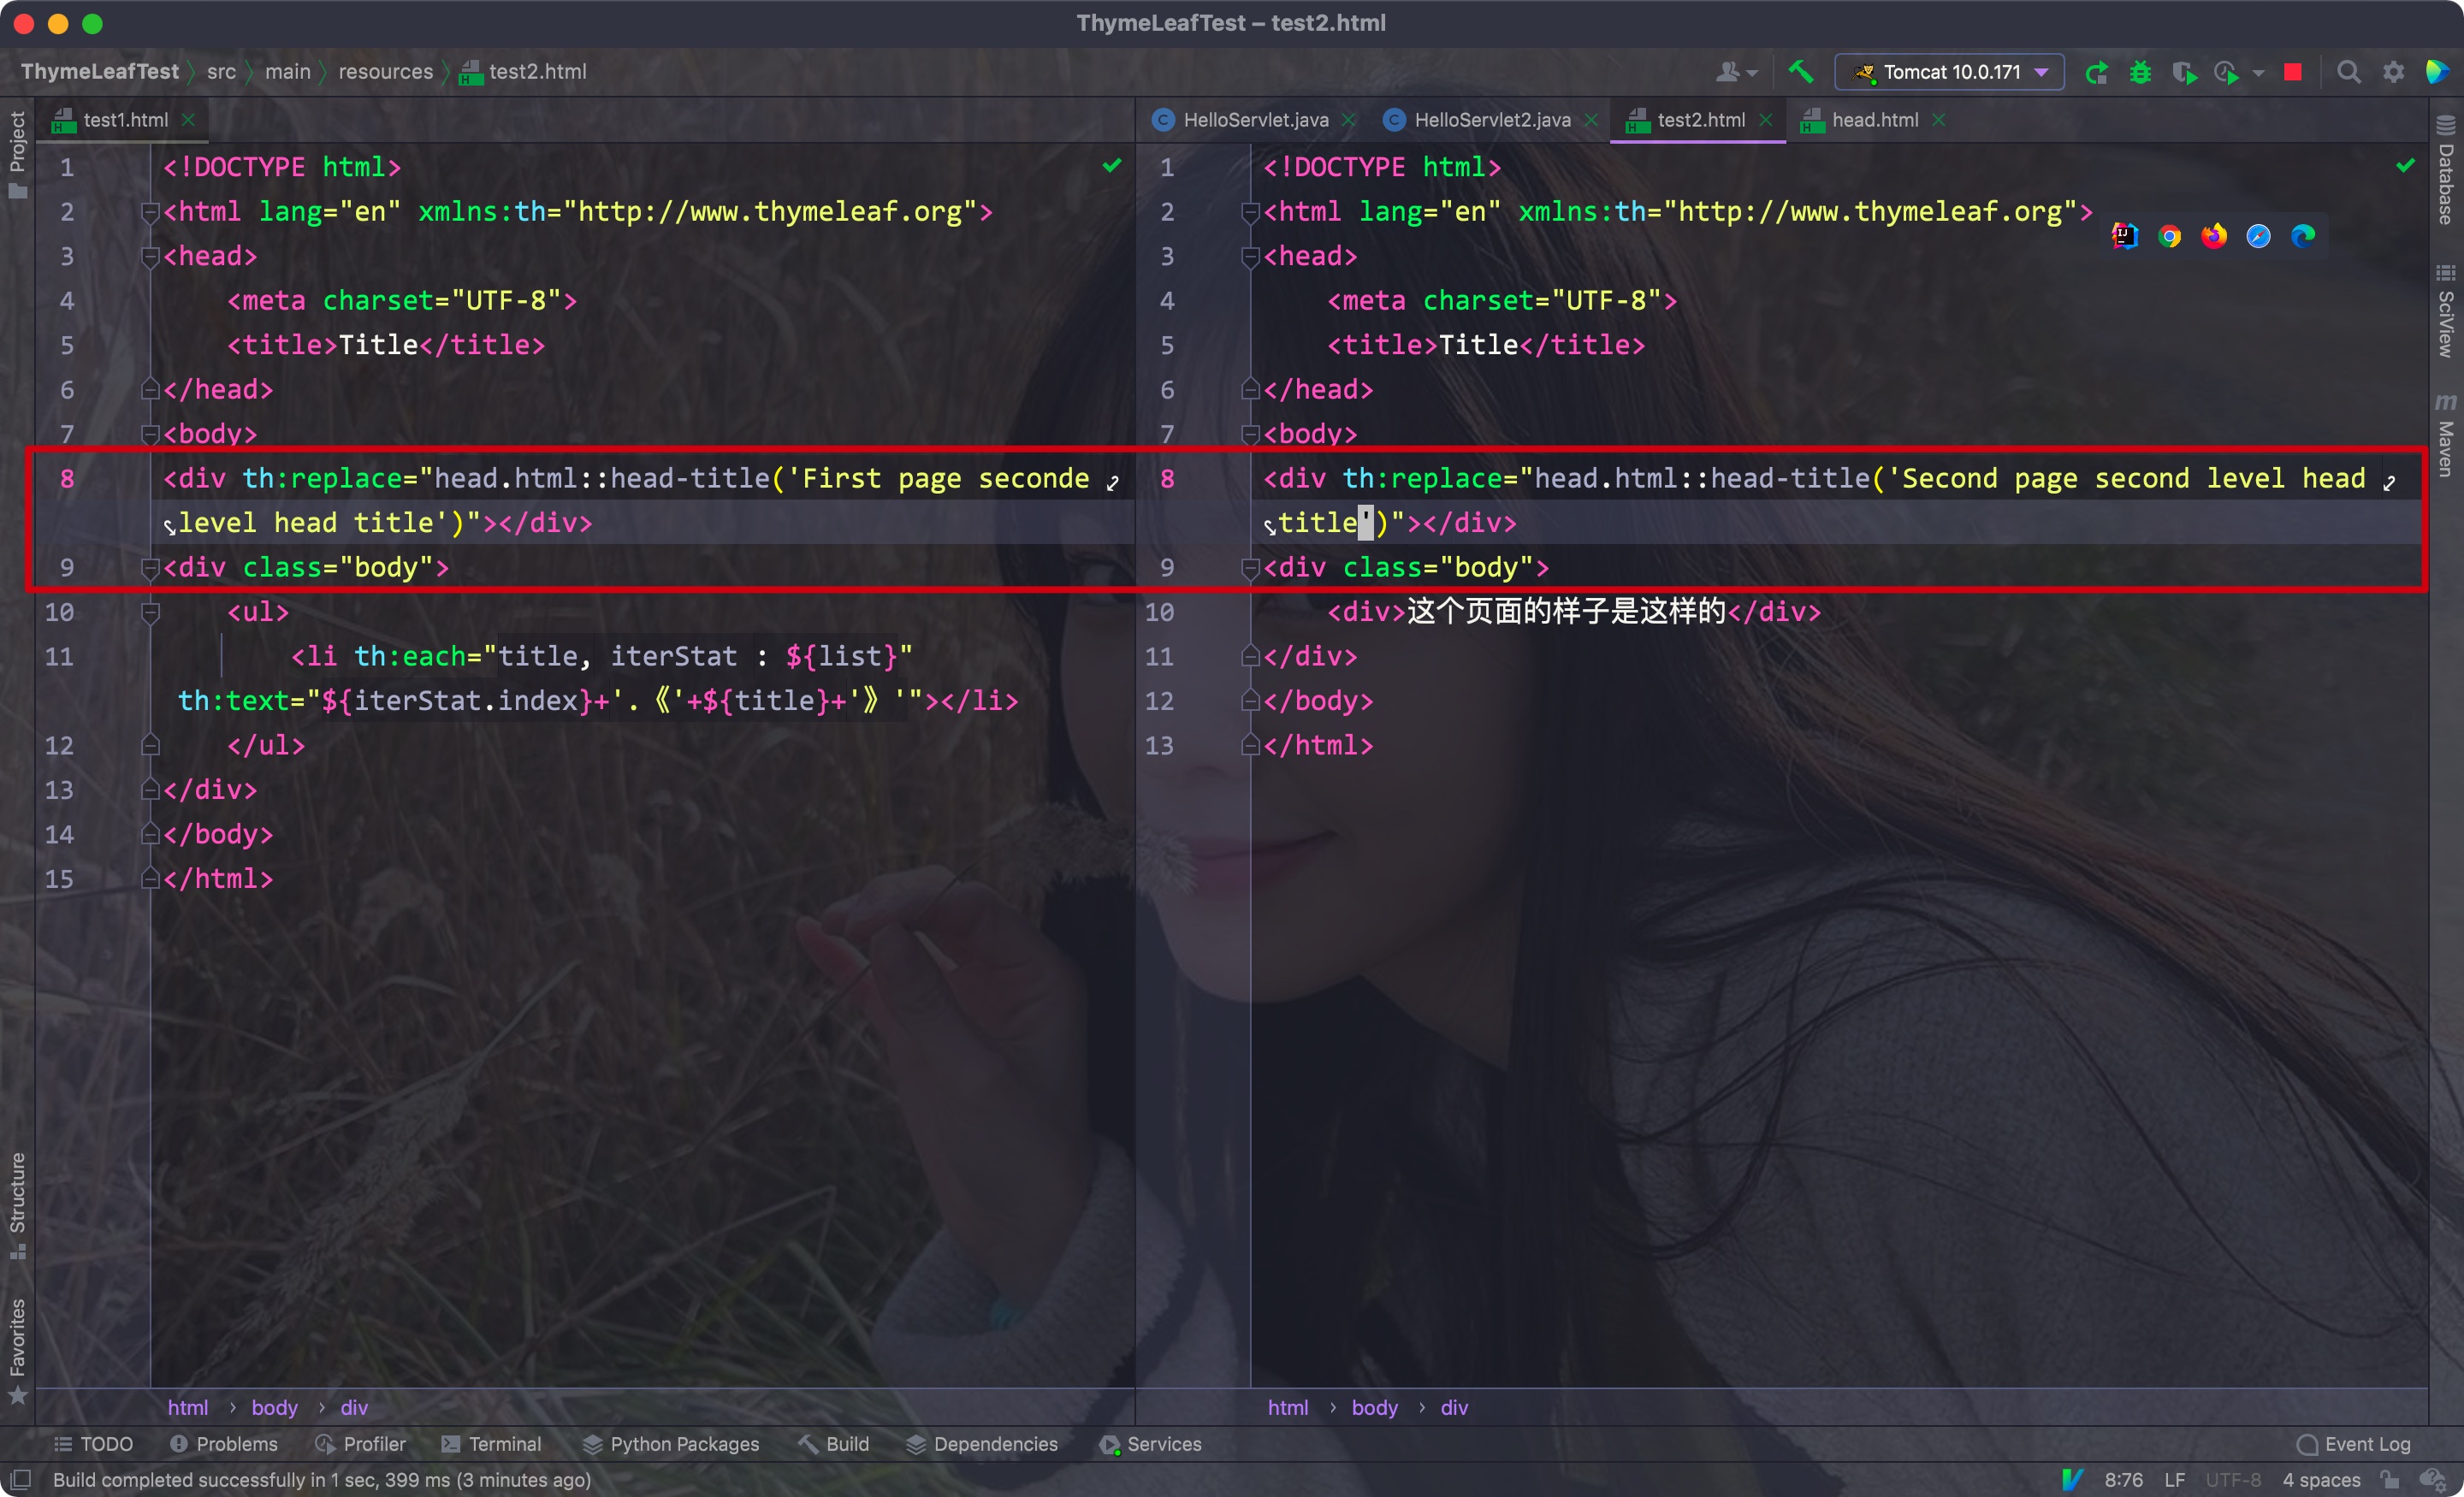 ThymeLeafTest – test2.html
ThymeLeafTest src main resources test2.html
Tomcat 10.0.171
Project
test1.html
1 <!DOCTYPE html>
2 <html lang="en" xmlns:th="http://www.thymeleaf.org">
3 <head>
4 <meta charset="UTF-8">
5 <title>Title</title>
6 </head>
7 <body>
8 <div th:replace="head.html::head-title('First page seconde
level head title')"></div>
9 <div class="body">
10 <ul>
11 <li th:each="title, iterStat : ${list}"
th:text="${iterStat.index}+'.《'+${title}+'》'"></li>
12 </ul>
13 </div>
14 </body>
15 </html>
html › body › div
HelloServlet.java HelloServlet2.java test2.html head.html
1 <!DOCTYPE html>
2 <html lang="en" xmlns:th="http://www.thymeleaf.org">
3 <head>
4 <meta charset="UTF-8">
5 <title>Title</title>
6 </head>
7 <body>
8 <div th:replace="head.html::head-title('Second page second level head
title')"></div>
9 <div class="body">
10 <div>这个页面的样子是这样的</div>
11 </div>
12 </body>
13 </html>
html › body › div
Database
SciView
Maven
Structure
Favorites
TODO Problems Profiler Terminal Python Packages Build Dependencies Services Event Log
Build completed successfully in 1 sec, 399 ms (3 minutes ago) 8:76 LF UTF-8 4 spaces